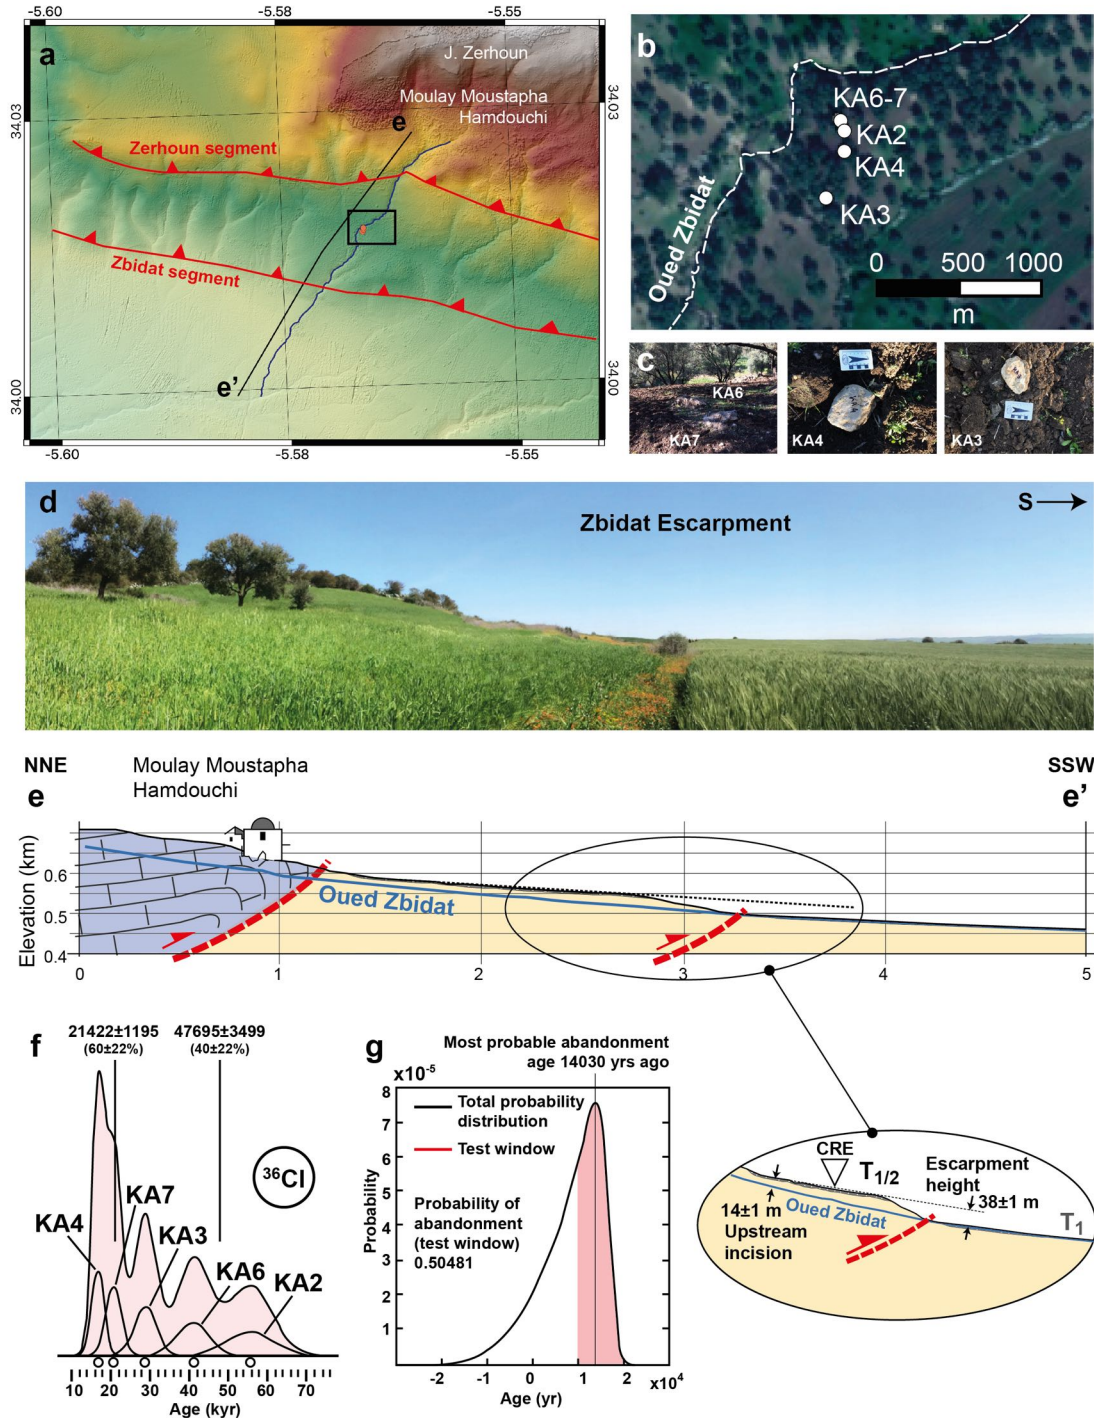 -5.60
-5.58
-5.55
a
J. Zerhoun
Moulay Moustapha
Hamdouchi
e
34.03
34.03
Zerhoun segment
Zbidat segment
e’
34.00
34.00
-5.60
-5.58
-5.55
b
KA6-7
KA2
KA4
KA3
Oued Zbidat
0 500 1000
m
c
KA6
KA7
KA4
KA3
d
S
Zbidat Escarpment
NNE
Moulay Moustapha
Hamdouchi
SSW
e
e’
Elevation (km)
0.6
0.5
0.4
Oued Zbidat
0 1 2 3 4 5
f
21422±1195
(60±22%)
47695±3499
(40±22%)
36Cl
KA7
KA4
KA3
KA6
KA2
10 20 30 40 50 60 70
Age (kyr)
g
Most probable abandonment
age 14030 yrs ago
x10-5
8
7
6
5
4
3
2
1
Probability
Total probability
distribution
Test window
Probability of
abandonment
(test window)
0.50481
-2 -1 0 1 2 x10⁴
Age (yr)
CRE
T1/2
Escarpment
height
38±1 m
14±1 m
Upstream
incision
Oued Zbidat
T1